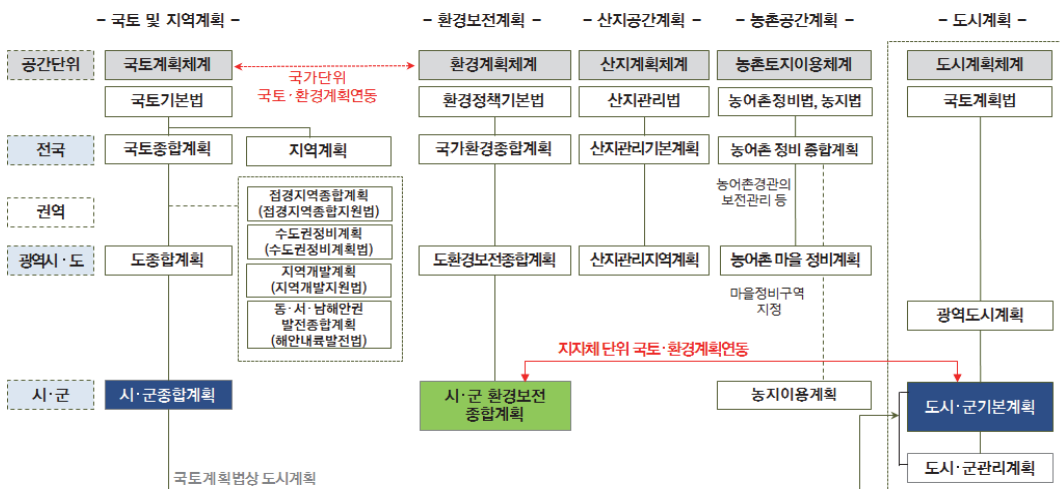 – 국토 및 지역계획 –
– 환경보전계획 –
– 산지공간계획 –
– 농촌공간계획 –
– 도시계획 –
공간단위
국토계획체계
국가단위
국토·환경계획연동
환경계획체계
산지계획체계
농촌토지이용체계
도시계획체계
국토기본법
환경정책기본법
산지관리법
농어촌정비법, 농지법
국토계획법
전국
국토종합계획
지역계획
국가환경종합계획
산지관리기본계획
농어촌 정비 종합계획
농어촌경관의
보전관리 등
권역
접경지역종합계획
(접경지역종합지원법)
수도권정비계획
(수도권정비계획법)
지역개발계획
(지역개발지원법)
동·서·남해안권
발전종합계획
(해안내륙발전법)
광역시·도
도종합계획
도환경보전종합계획
산지관리지역계획
농어촌 마을 정비계획
마을정비구역
지정
광역도시계획
지자체 단위 국토·환경계획연동
시·군
시·군종합계획
시·군 환경보전
종합계획
농지이용계획
도시·군기본계획
도시·군관리계획
국토계획법상 도시계획